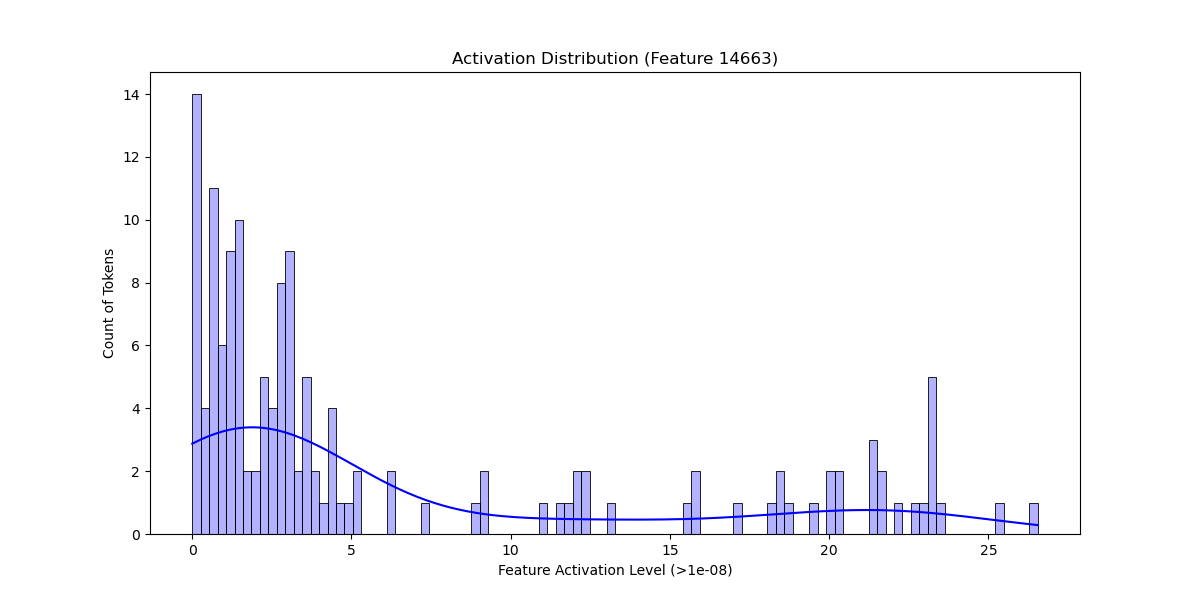 Activation Distribution (Feature 14663)
14
12
10
8
6
4
2
0
Count of Tokens
0 5 10 15 20 25
Feature Activation Level (>1e-08)